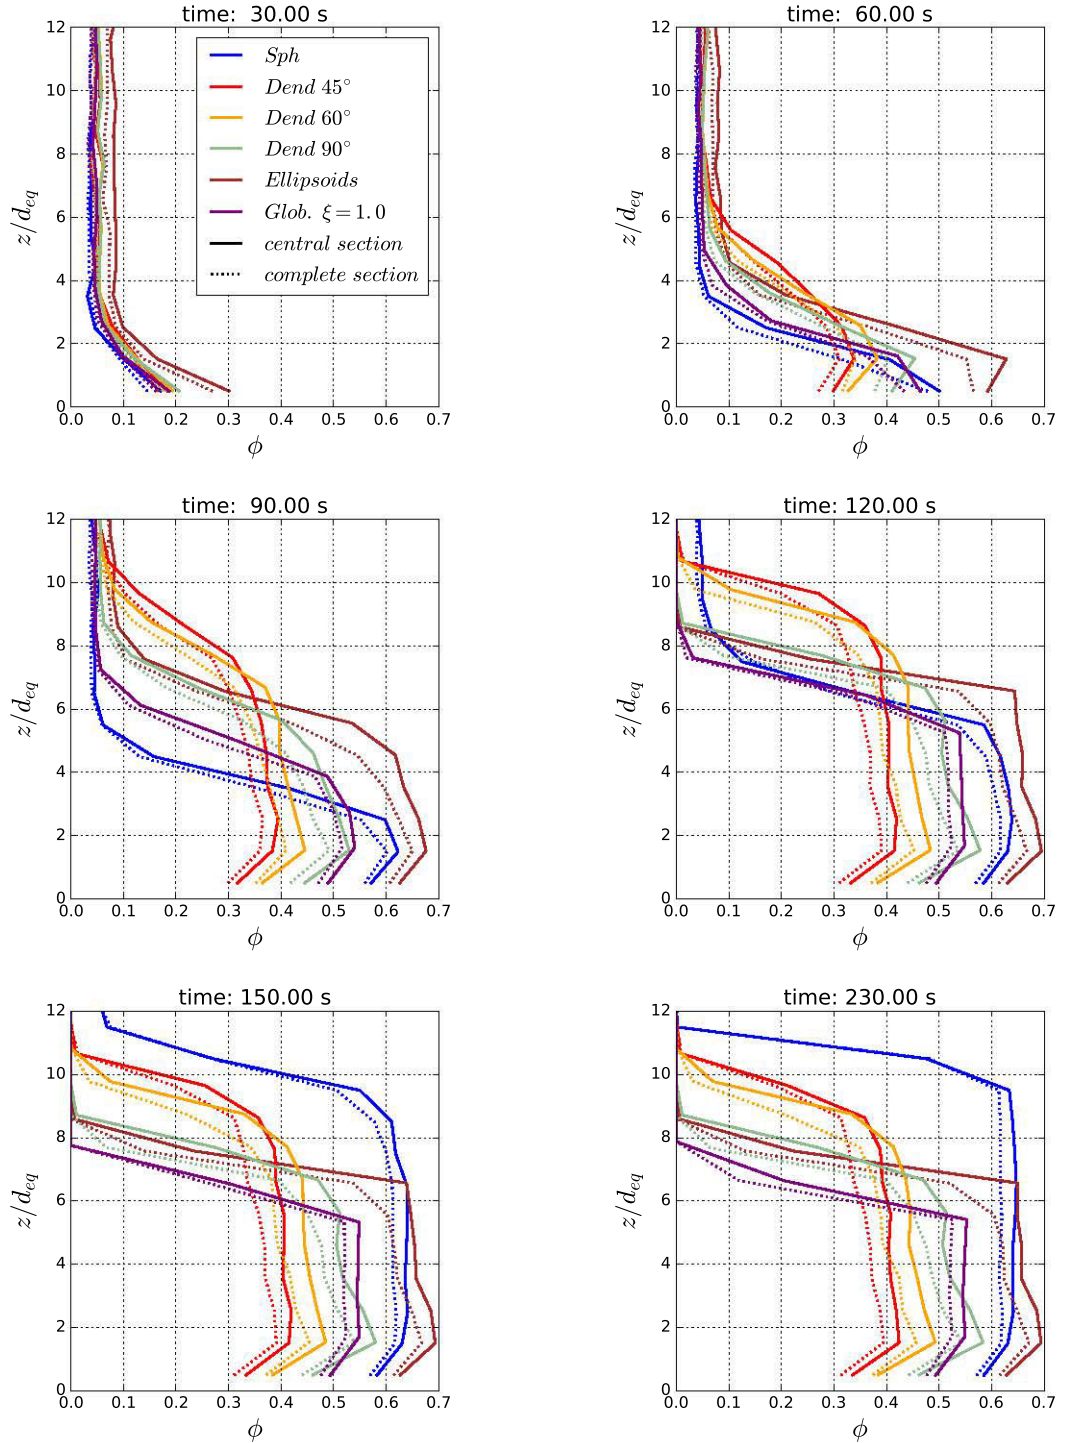 time: 30.00 s
12
10
8
6
4
2
0
z/d_eq
0.0 0.1 0.2 0.3 0.4 0.5 0.6 0.7
ϕ
Sph
Dend 45°
Dend 60°
Dend 90°
Ellipsoids
Glob. ξ = 1.0
central section
complete section
time: 60.00 s
12
10
8
6
4
2
0
z/d_eq
0.0 0.1 0.2 0.3 0.4 0.5 0.6 0.7
ϕ
time: 90.00 s
12
10
8
6
4
2
0
z/d_eq
0.0 0.1 0.2 0.3 0.4 0.5 0.6 0.7
ϕ
time: 120.00 s
12
10
8
6
4
2
0
z/d_eq
0.0 0.1 0.2 0.3 0.4 0.5 0.6 0.7
ϕ
time: 150.00 s
12
10
8
6
4
2
0
z/d_eq
0.0 0.1 0.2 0.3 0.4 0.5 0.6 0.7
ϕ
time: 230.00 s
12
10
8
6
4
2
0
z/d_eq
0.0 0.1 0.2 0.3 0.4 0.5 0.6 0.7
ϕ